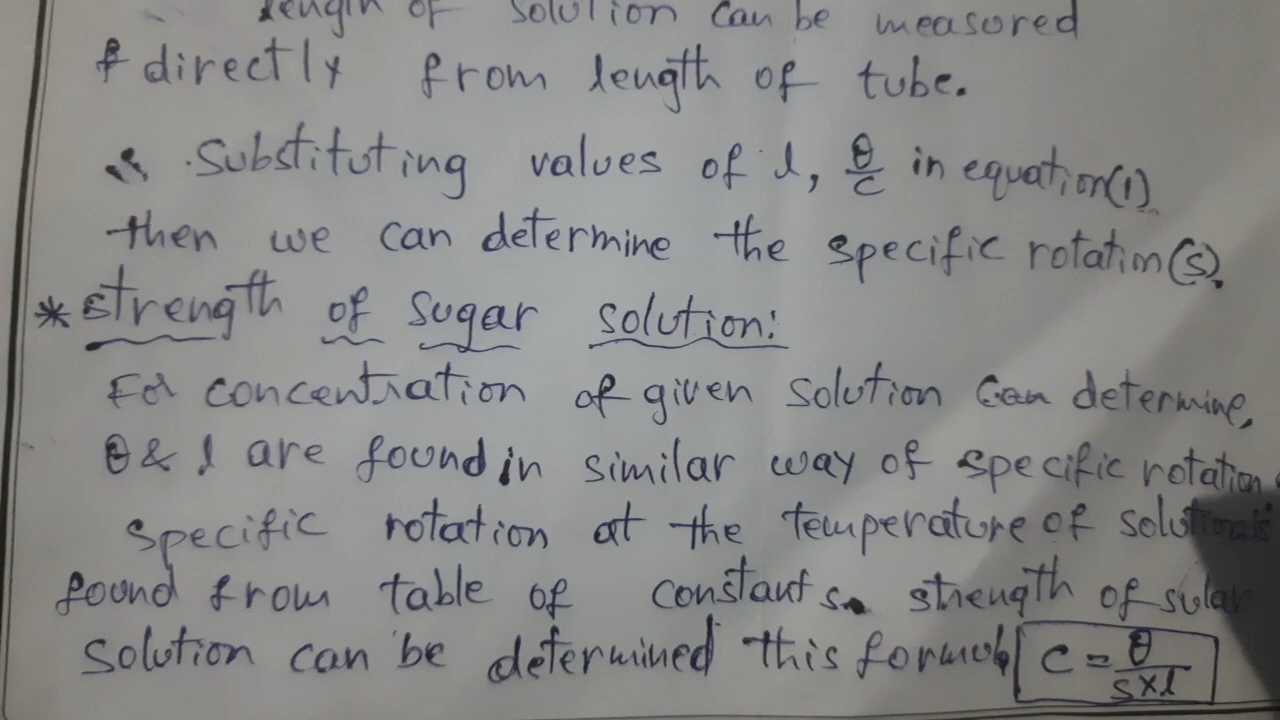 length of solution can be measured
directly from length of tube.
∴ Substituting values of l, θ/c in equation(1)
then we can determine the specific rotation(s).
* strength of sugar solution:
For concentration of given solution can determine,
θ & l are found in similar way of specific rotation
specific rotation at the temperature of
found from table of constants. strength of
solution can be determined this formula c = θ/s×l